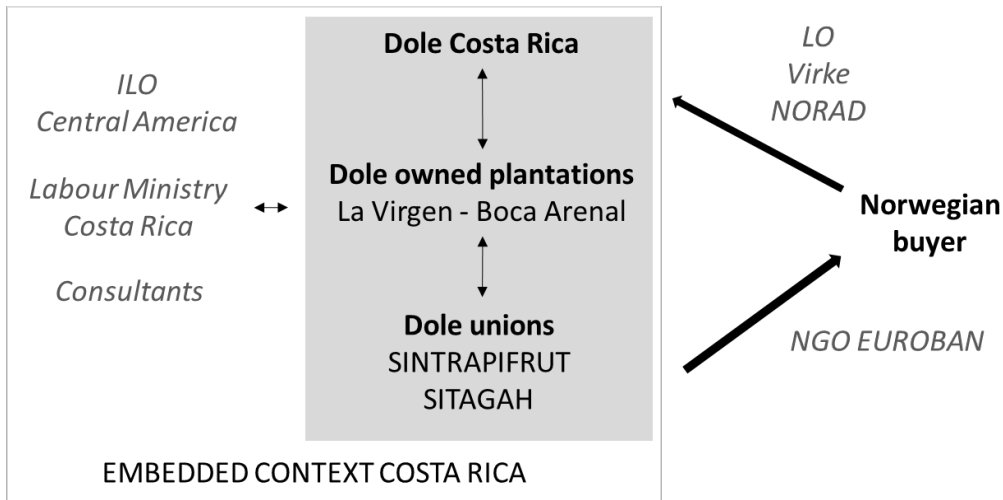 ILO
Central America
Labour Ministry
Costa Rica
Consultants
Dole Costa Rica
Dole owned plantations
La Virgen - Boca Arenal
Dole unions
SINTRAPIFRUT
SITAGAH
EMBEDDED CONTEXT COSTA RICA
LO
Virke
NORAD
Norwegian
buyer
NGO EUROBAN